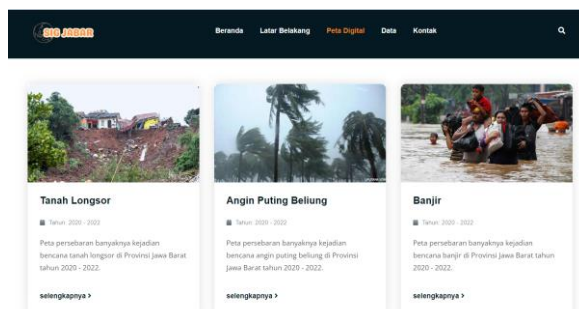 SIG JABAR
Beranda Latar Belakang Peta Digital Data Kontak
Tanah Longsor
Tahun 2020 - 2022
Peta persebaran banyaknya kejadian
bencana tanah longsor di Provinsi Jawa Barat
tahun 2020 - 2022.
selengkapnya >
Angin Puting Beliung
Tahun 2020 - 2022
Peta persebaran banyaknya kejadian
bencana angin puting beliung di Provinsi
Jawa Barat tahun 2020 - 2022.
selengkapnya >
Banjir
Tahun 2020 - 2022
Peta persebaran banyaknya kejadian
bencana banjir di Provinsi Jawa Barat tahun
2020 - 2022.
selengkapnya >